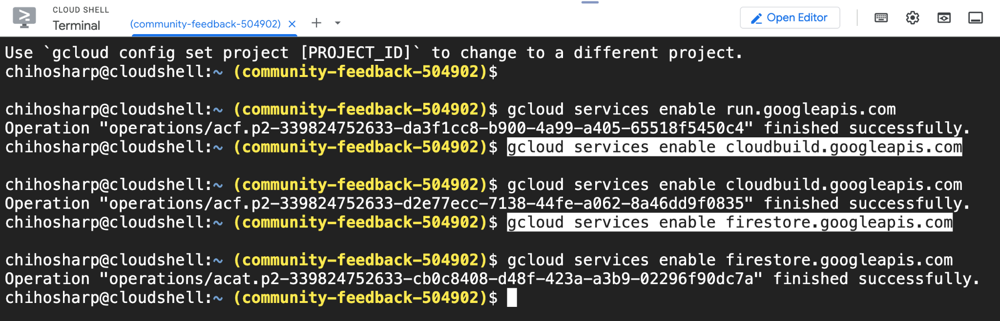 CLOUD SHELL
Terminal
(community-feedback-504902)
Open Editor
Use `gcloud config set project [PROJECT_ID]` to change to a different project.
chihosharp@cloudshell:~ (community-feedback-504902)$
chihosharp@cloudshell:~ (community-feedback-504902)$ gcloud services enable run.googleapis.com
Operation "operations/acf.p2-339824752633-da3f1cc8-b900-4a99-a405-65518f5450c4" finished successfully.
chihosharp@cloudshell:~ (community-feedback-504902)$ gcloud services enable cloudbuild.googleapis.com
chihosharp@cloudshell:~ (community-feedback-504902)$ gcloud services enable cloudbuild.googleapis.com
Operation "operations/acf.p2-339824752633-d2e77ecc-7138-44fe-a062-8a46dd9f0835" finished successfully.
chihosharp@cloudshell:~ (community-feedback-504902)$ gcloud services enable firestore.googleapis.com
chihosharp@cloudshell:~ (community-feedback-504902)$ gcloud services enable firestore.googleapis.com
Operation "operations/acat.p2-339824752633-cb0c8408-d48f-423a-a3b9-02296f90dc7a" finished successfully.
chihosharp@cloudshell:~ (community-feedback-504902)$